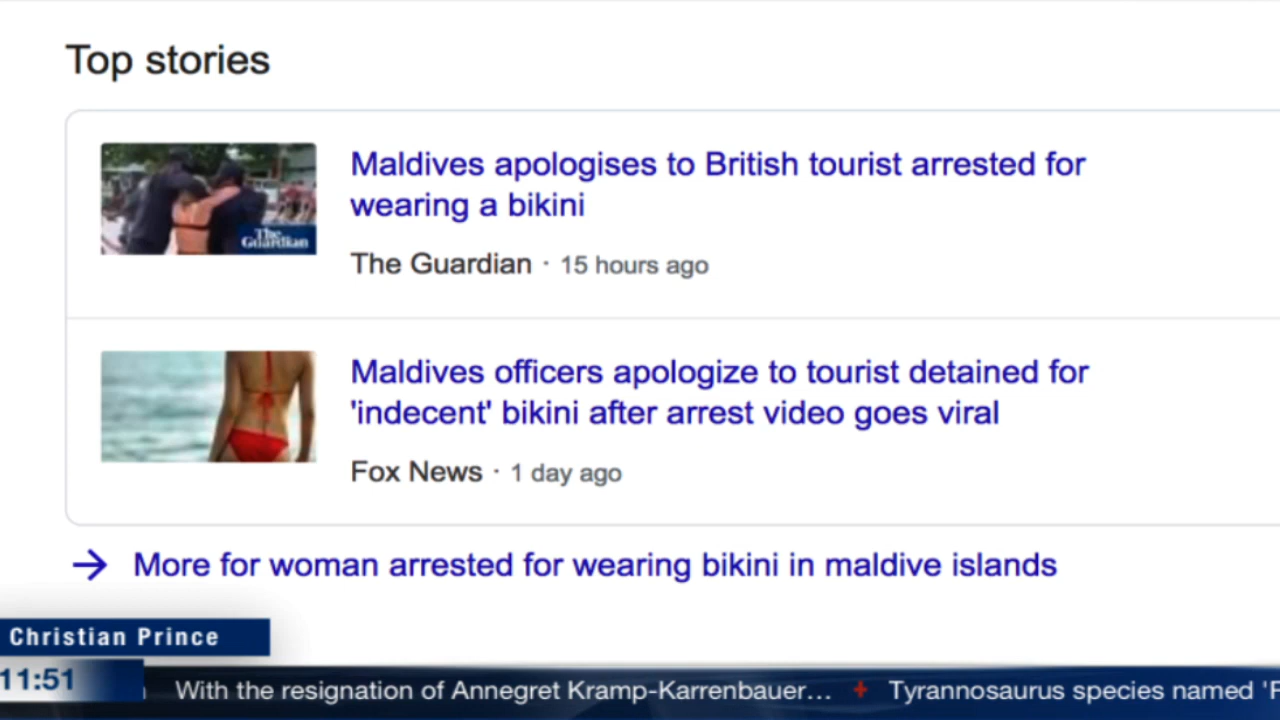 Top stories
Maldives apologises to British tourist arrested for
wearing a bikini
The Guardian · 15 hours ago
The
Guardian
Maldives officers apologize to tourist detained for
'indecent' bikini after arrest video goes viral
Fox News · 1 day ago
→ More for woman arrested for wearing bikini in maldive islands
Christian Prince
11:51
With the resignation of Annegret Kramp-Karrenbauer... + Tyrannosaurus species named